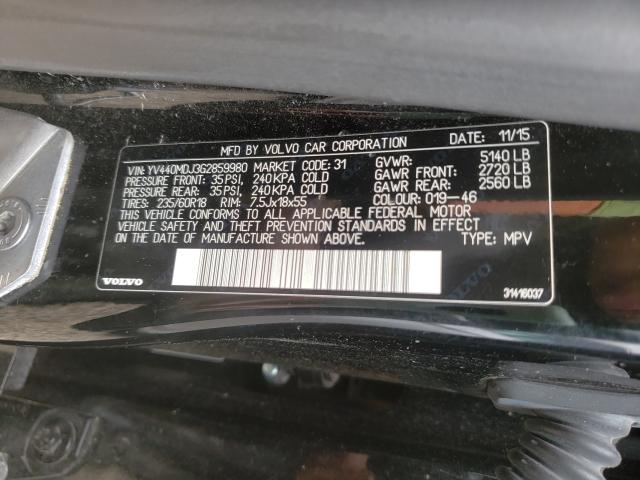 MFD BY VOLVO CAR CORPORATION DATE: 11/15
VIN: YV440MDJ3G2859980 MARKET CODE: 31 GVWR: 5140 LB
PRESSURE FRONT: 35 PSI, 240 KPA COLD GAWR FRONT: 2720 LB
PRESSURE REAR: 35 PSI, 240 KPA COLD GAWR REAR: 2560 LB
TIRES: 235/60R18 RIM: 7,5Jx18x55 COLOUR: 019-46
THIS VEHICLE CONFORMS TO ALL APPLICABLE FEDERAL MOTOR
VEHICLE SAFETY AND THEFT PREVENTION STANDARDS IN EFFECT
ON THE DATE OF MANUFACTURE SHOWN ABOVE. TYPE: MPV
VOLVO 31416037